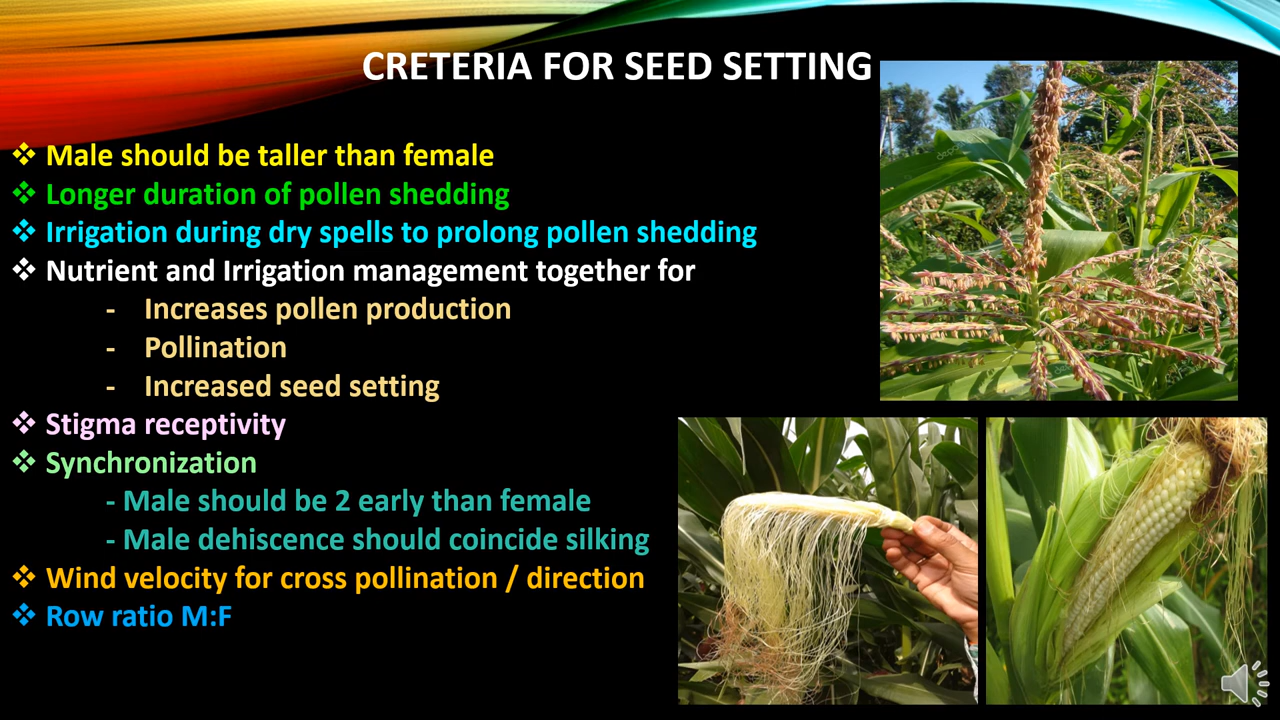 CRETERIA FOR SEED SETTING
❖ Male should be taller than female
❖ Longer duration of pollen shedding
❖ Irrigation during dry spells to prolong pollen shedding
❖ Nutrient and Irrigation management together for
- Increases pollen production
- Pollination
- Increased seed setting
❖ Stigma receptivity
❖ Synchronization
- Male should be 2 early than female
- Male dehiscence should coincide silking
❖ Wind velocity for cross pollination / direction
❖ Row ratio M:F